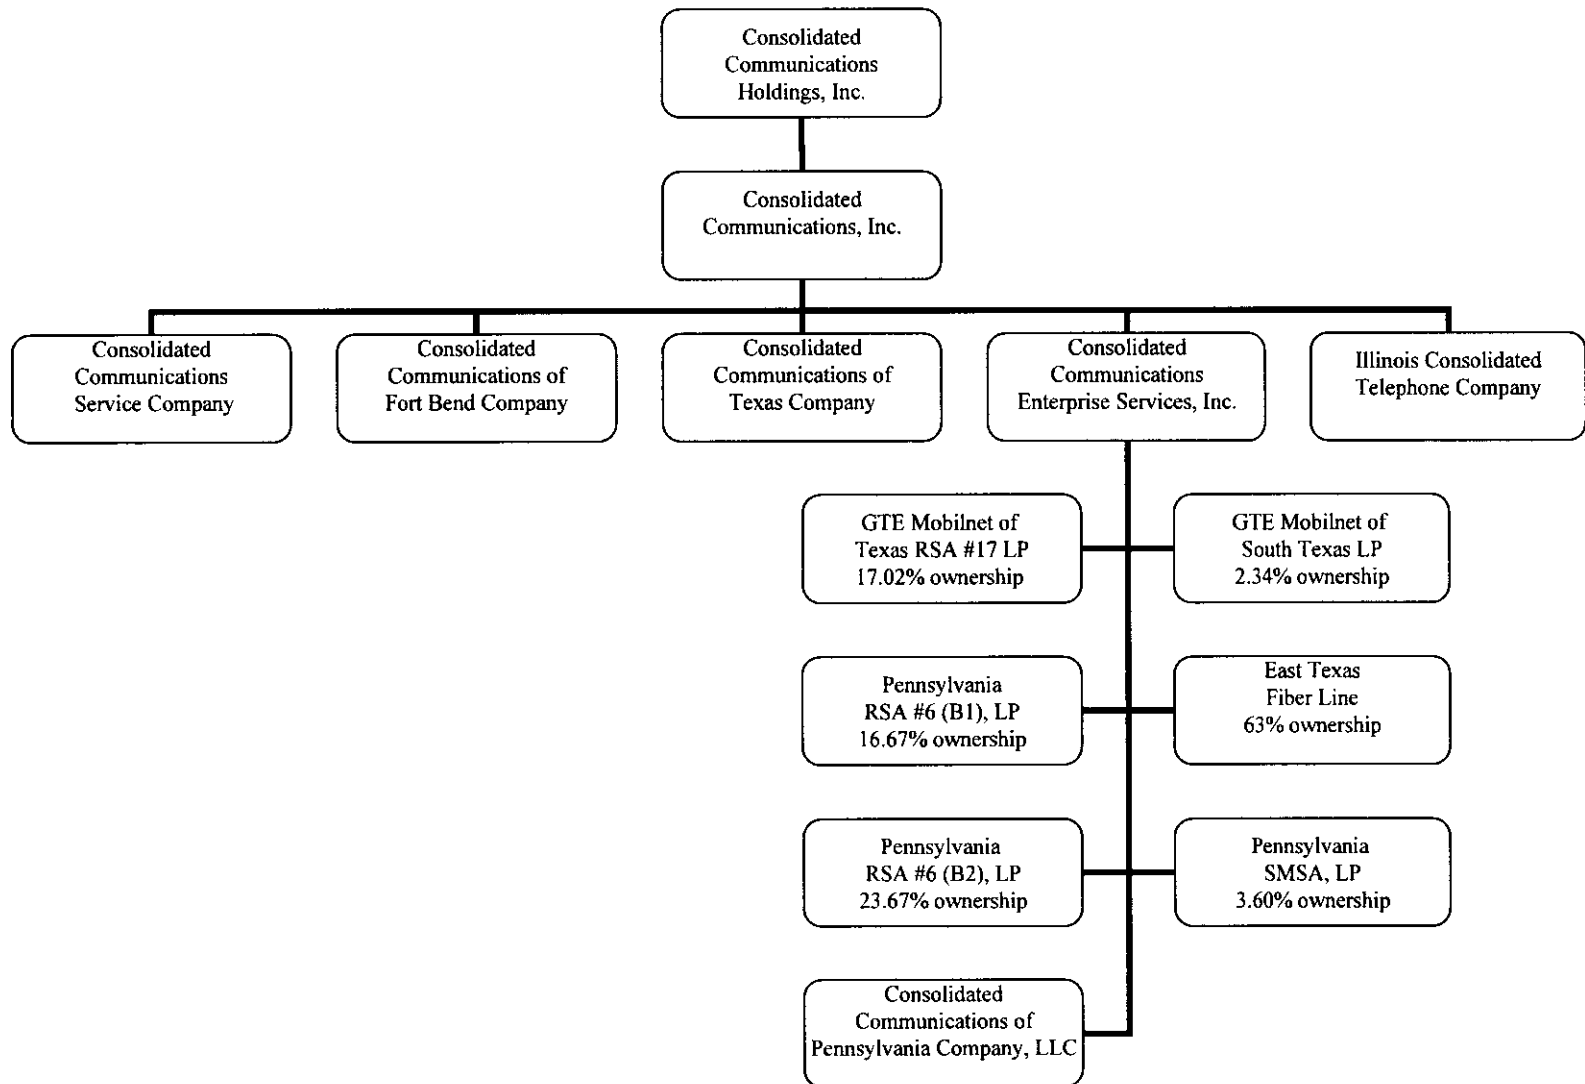 Consolidated
Communications
Holdings, Inc.
Consolidated
Communications, Inc.
Consolidated
Communications
Service Company
Consolidated
Communications of
Fort Bend Company
Consolidated
Communications of
Texas Company
Consolidated
Communications
Enterprise Services, Inc.
Illinois Consolidated
Telephone Company
GTE Mobilnet of
Texas RSA #17 LP
17.02% ownership
GTE Mobilnet of
South Texas LP
2.34% ownership
Pennsylvania
RSA #6 (B1), LP
16.67% ownership
East Texas
Fiber Line
63% ownership
Pennsylvania
RSA #6 (B2), LP
23.67% ownership
Pennsylvania
SMSA, LP
3.60% ownership
Consolidated
Communications of
Pennsylvania Company, LLC